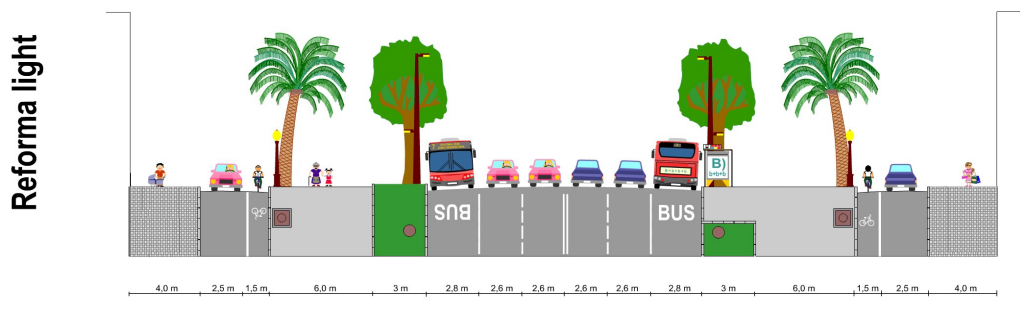 Reforma light
B)
b+b+b
BUS
BUS
4,0 m 2,5 m 1,5 m 6,0 m 3 m 2,8 m 2,6 m 2,6 m 2,6 m 2,6 m 2,8 m 3 m 6,0 m 1,5 m 2,5 m 4,0 m